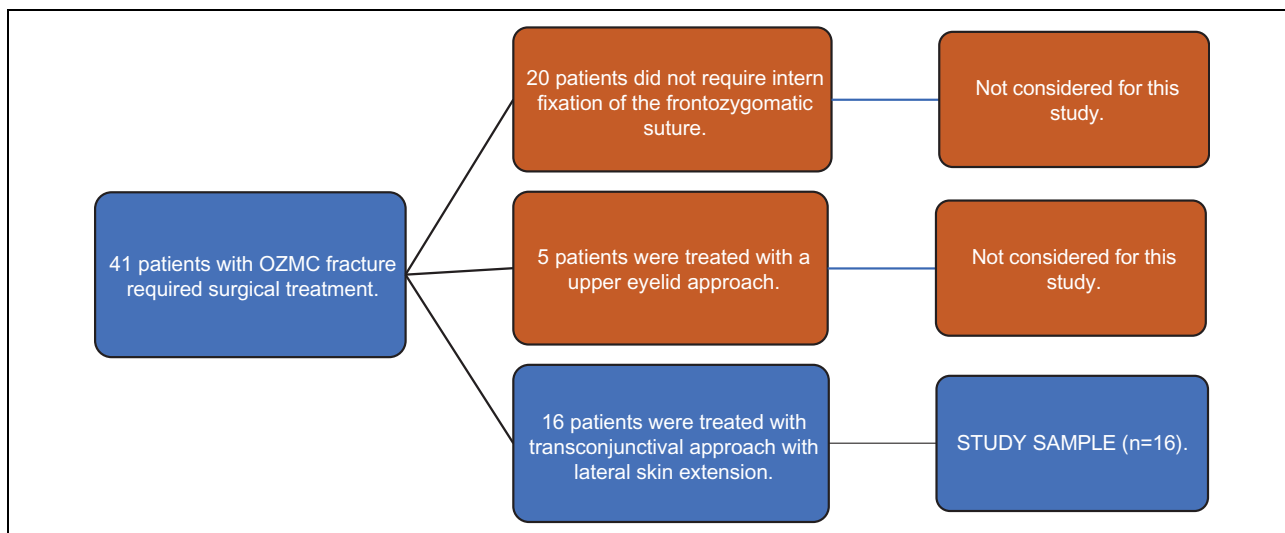 20 patients did not require intern
fixation of the frontozygomatic
suture.
Not considered for this
study.
41 patients with OZMC fracture
required surgical treatment.
5 patients were treated with a
upper eyelid approach.
Not considered for this
study.
16 patients were treated with
transconjunctival approach with
lateral skin extension.
STUDY SAMPLE (n=16).